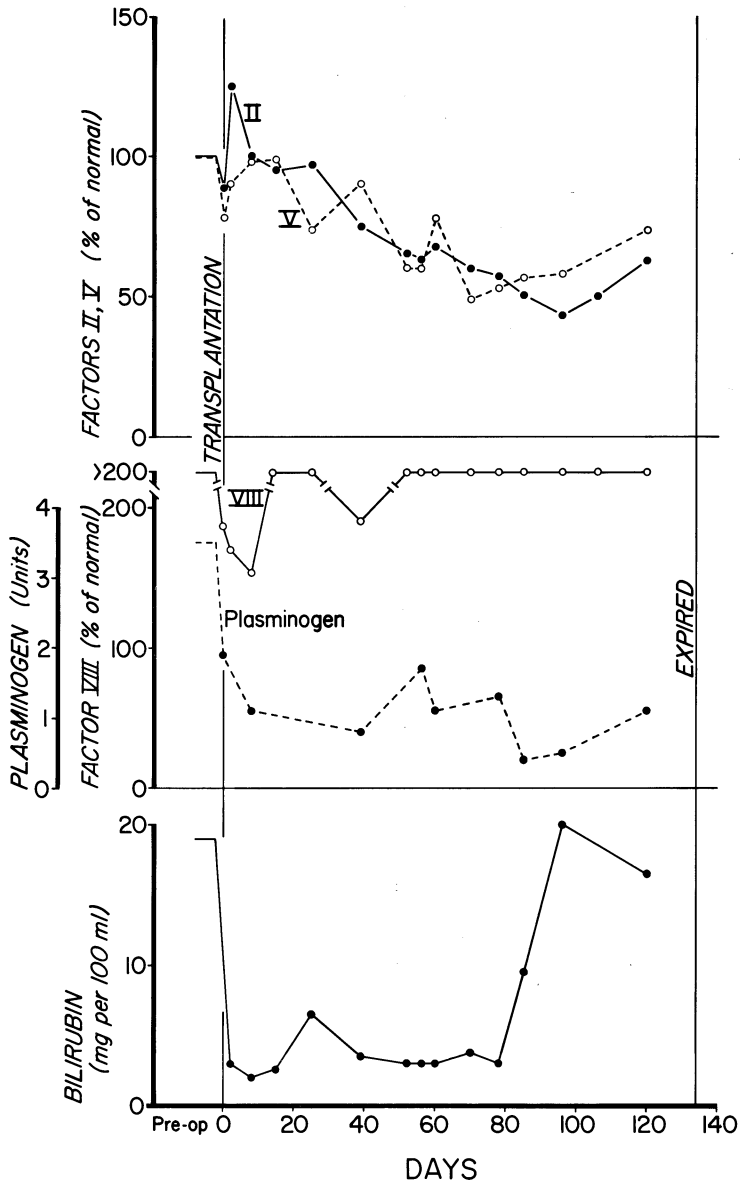 150
100
50
0
FACTORS II, V (% of normal)
II
V
TRANSPLANTATION
>200
200
100
0
FACTOR VIII (% of normal)
4
3
2
1
0
PLASMINOGEN (Units)
VIII
Plasminogen
EXPIRED
20
10
0
BILIRUBIN
(mg per 100 ml)
Pre-op 0 20 40 60 80 100 120 140
DAYS